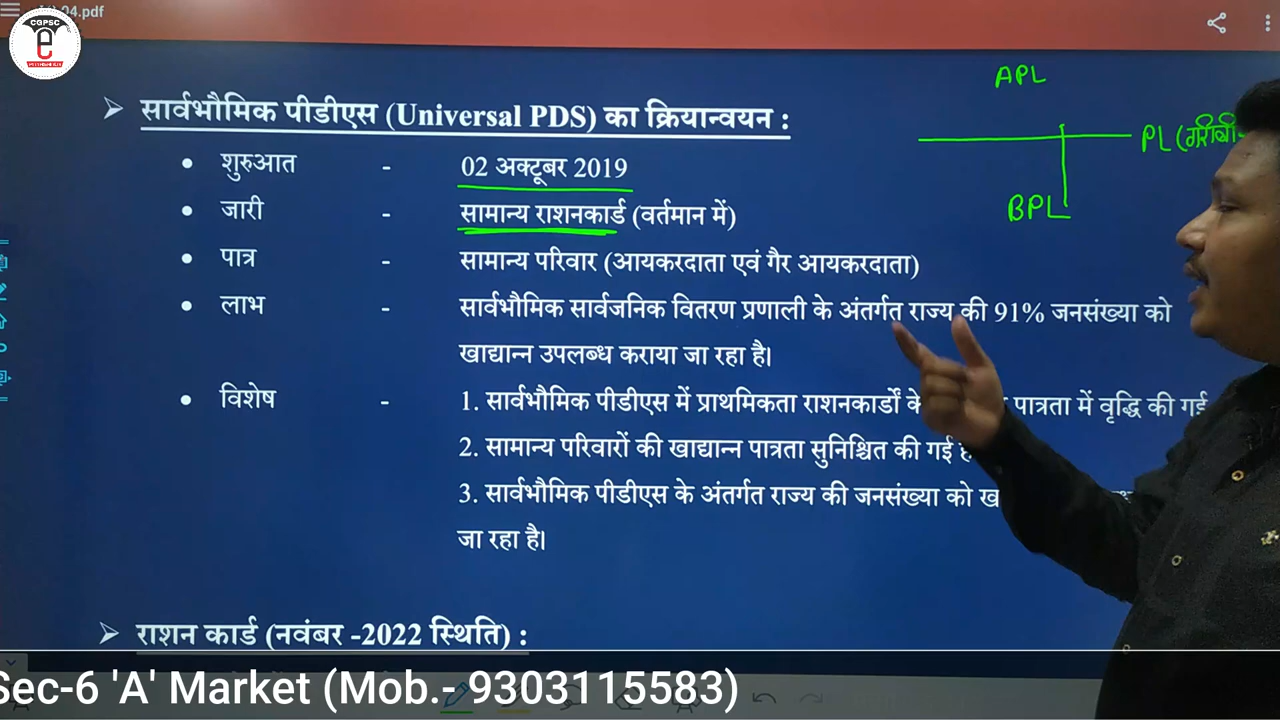 04.pdf
CGPSC
APL
➢ सार्वभौमिक पीडीएस (Universal PDS) का क्रियान्वयन :
PL (गरीबी
• शुरुआत - 02 अक्टूबर 2019
• जारी - सामान्य राशनकार्ड (वर्तमान में)
BPL
• पात्र - सामान्य परिवार (आयकरदाता एवं गैर आयकरदाता)
• लाभ - सार्वभौमिक सार्वजनिक वितरण प्रणाली के अंतर्गत राज्य की 91% जनसंख्या को
खाद्यान्न उपलब्ध कराया जा रहा है।
• विशेष - 1. सार्वभौमिक पीडीएस में प्राथमिकता राशनकार्डों के पात्रता में वृद्धि की गई
2. सामान्य परिवारों की खाद्यान्न पात्रता सुनिश्चित की गई
3. सार्वभौमिक पीडीएस के अंतर्गत राज्य की जनसंख्या को
जा रहा है।
➢ राशन कार्ड (नवंबर -2022 स्थिति) :
Sec-6 'A' Market (Mob.- 9303115583)